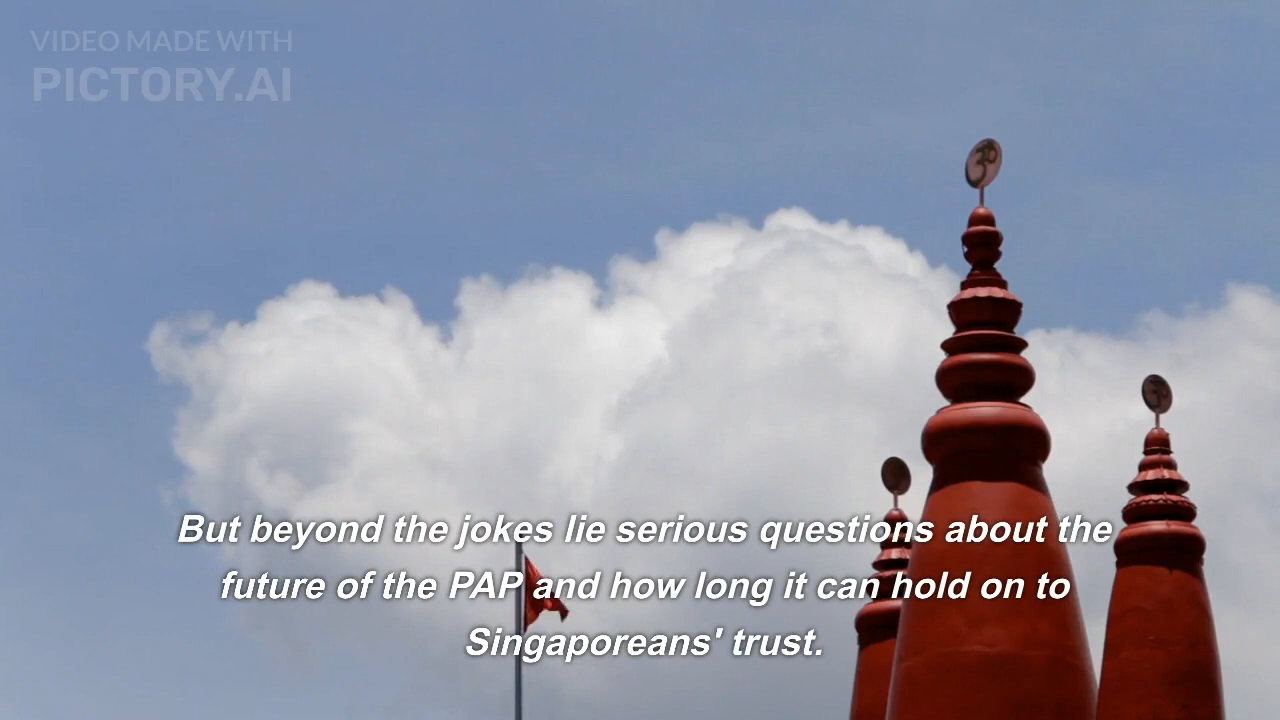 VIDEO MADE WITH
PICTORY.AI
ॐ
ॐ
But beyond the jokes lie serious questions about the
future of the PAP and how long it can hold on to
Singaporeans' trust.